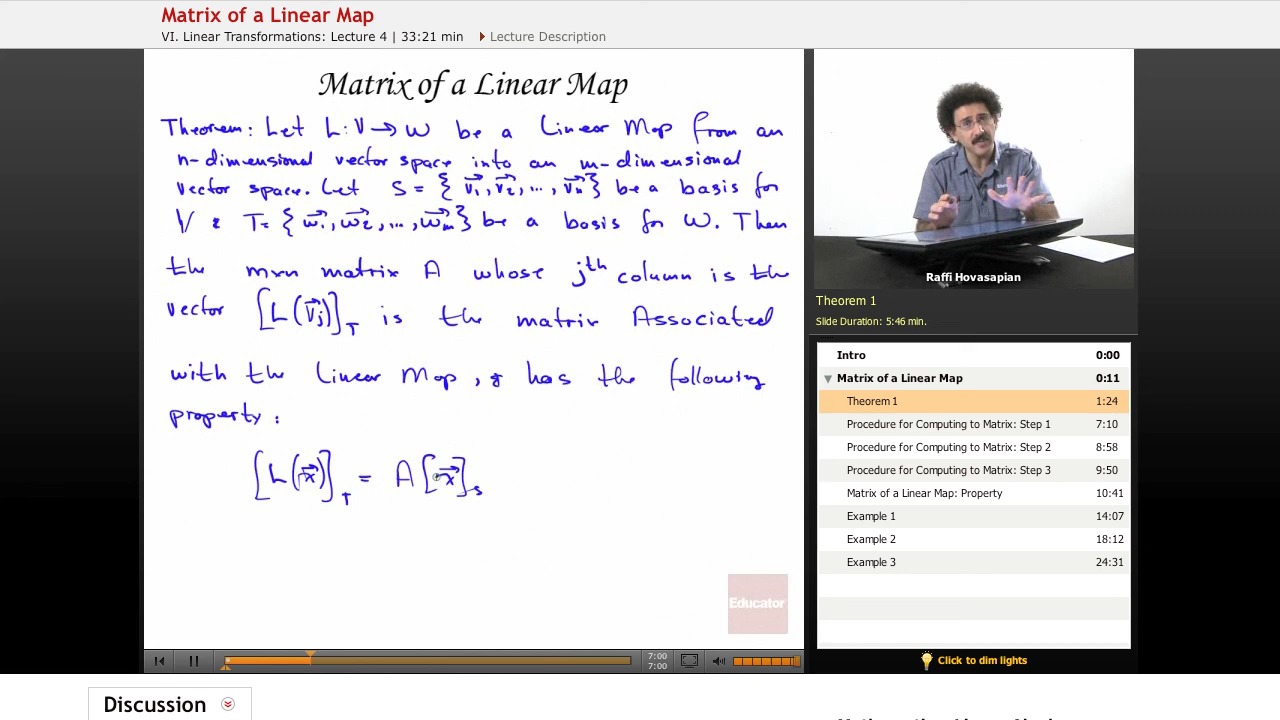 Matrix of a Linear Map
VI. Linear Transformations: Lecture 4 | 33:21 min Lecture Description
Matrix of a Linear Map
Theorem: Let L: V → W be a Linear Map from an
n-dimensional vector space into an m-dimensional
vector space. Let S = { v⃗1, v⃗2, ..., v⃗n } be a basis for
V & T = { w⃗1, w⃗2, ..., w⃗m } be a basis for W. Then
the mxn matrix A whose jth column is the
vector [L(v⃗j)]T is the matrix Associated
with the Linear Map, & has the following
property:
[L(x⃗)]T = A[x⃗]S
Educator
7:00
7:00
Raffi Hovasapian
Theorem 1
Slide Duration: 5:46 min.
Intro 0:00
Matrix of a Linear Map 0:11
Theorem 1 1:24
Procedure for Computing to Matrix: Step 1 7:10
Procedure for Computing to Matrix: Step 2 8:58
Procedure for Computing to Matrix: Step 3 9:50
Matrix of a Linear Map: Property 10:41
Example 1 14:07
Example 2 18:12
Example 3 24:31
Click to dim lights
Discussion